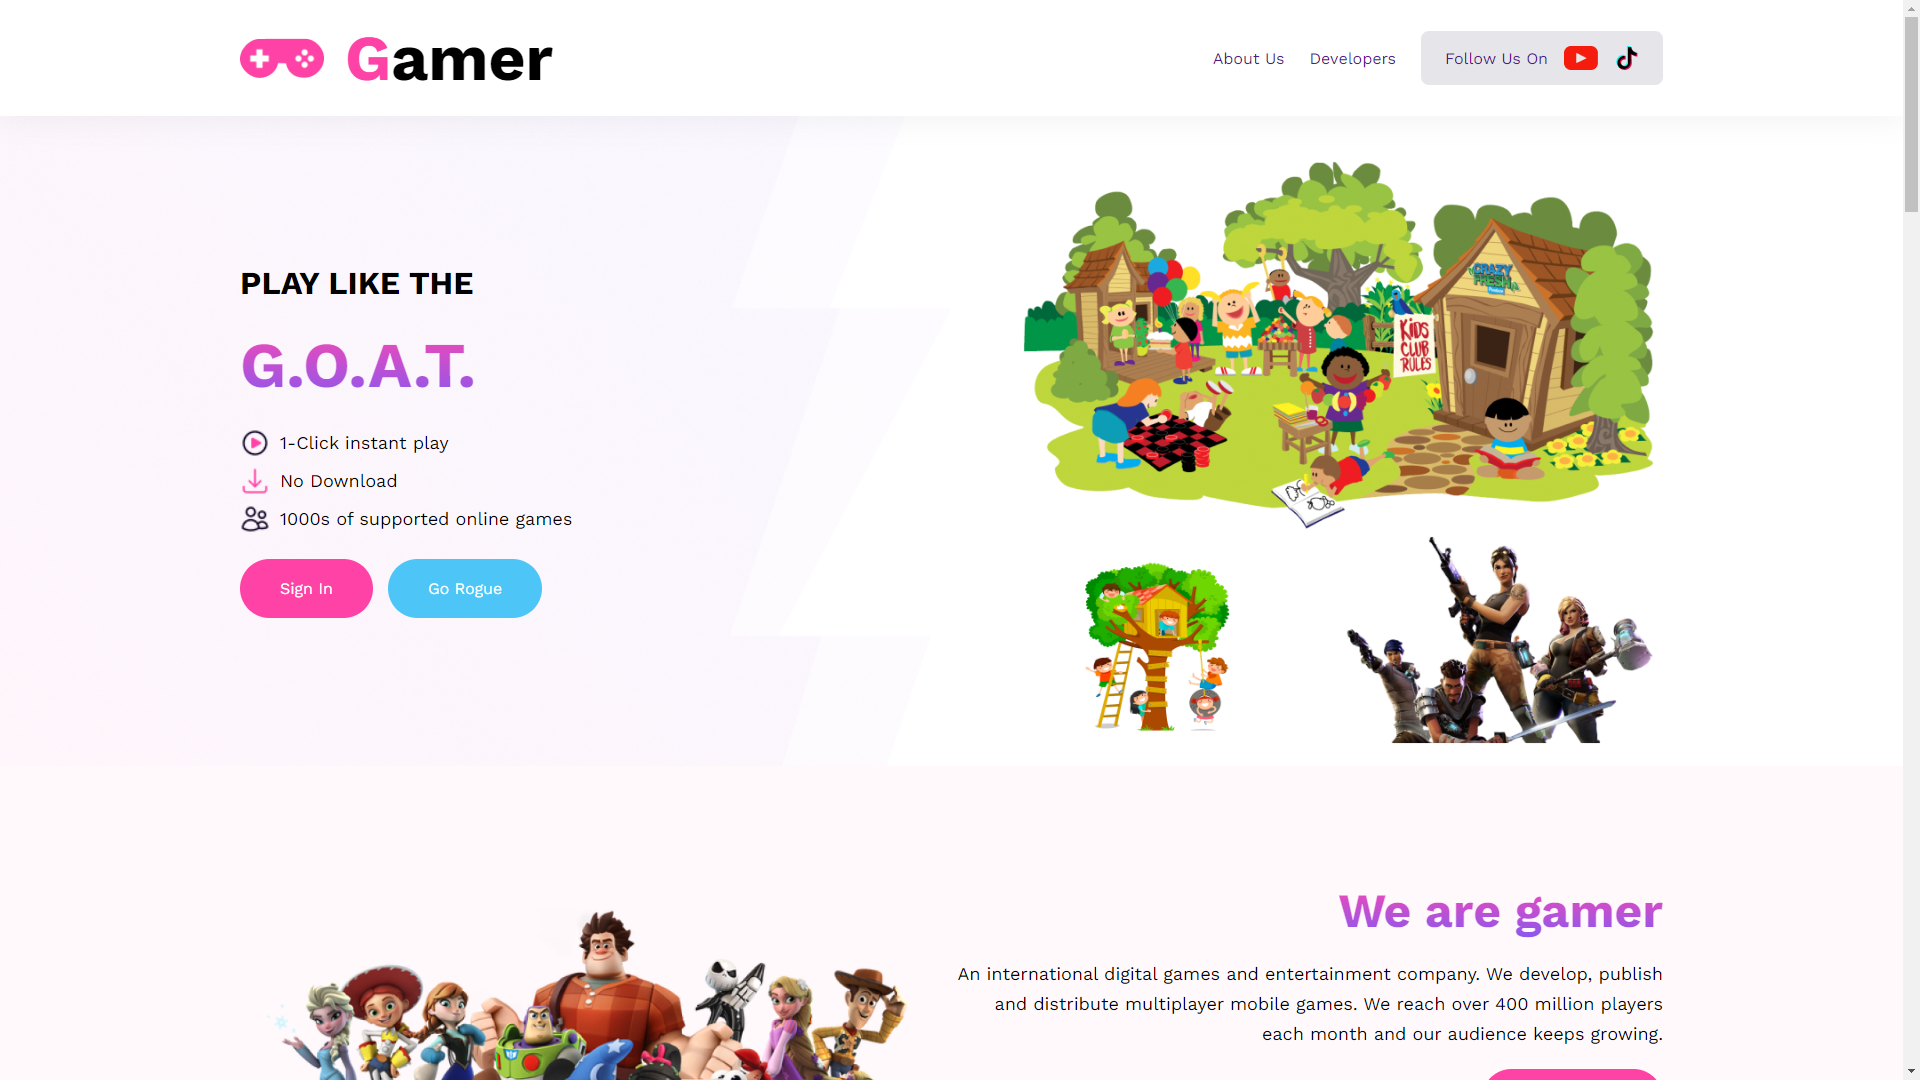 Gamer
About Us
Developers
Follow Us On
PLAY LIKE THE
G.O.A.T.
1-Click instant play
No Download
1000s of supported online games
Sign In
Go Rogue
CRAZY
FRESH
KIDS
CLUB
RULES
We are gamer
An international digital games and entertainment company. We develop, publish
and distribute multiplayer mobile games. We reach over 400 million players
each month and our audience keeps growing.